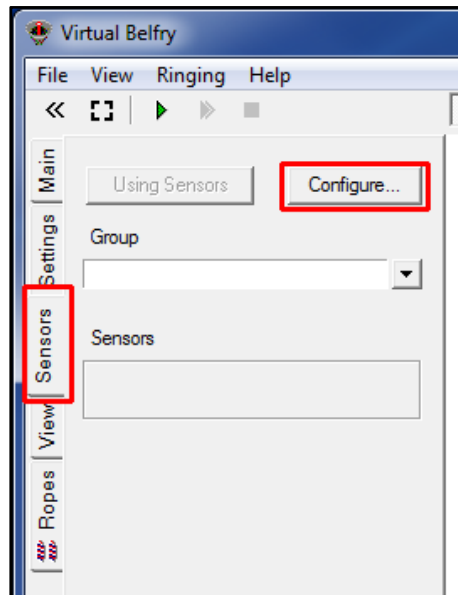 Virtual Belfry
File View Ringing Help
Main
Settings
Sensors
View
Ropes
Using Sensors
Configure...
Group
Sensors